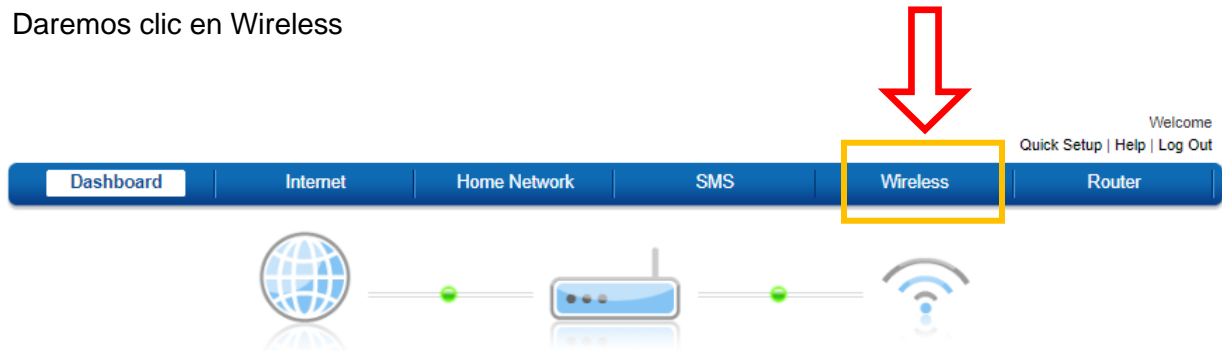 Daremos clic en Wireless
Welcome
Quick Setup | Help | Log Out
Dashboard Internet Home Network SMS Wireless Router